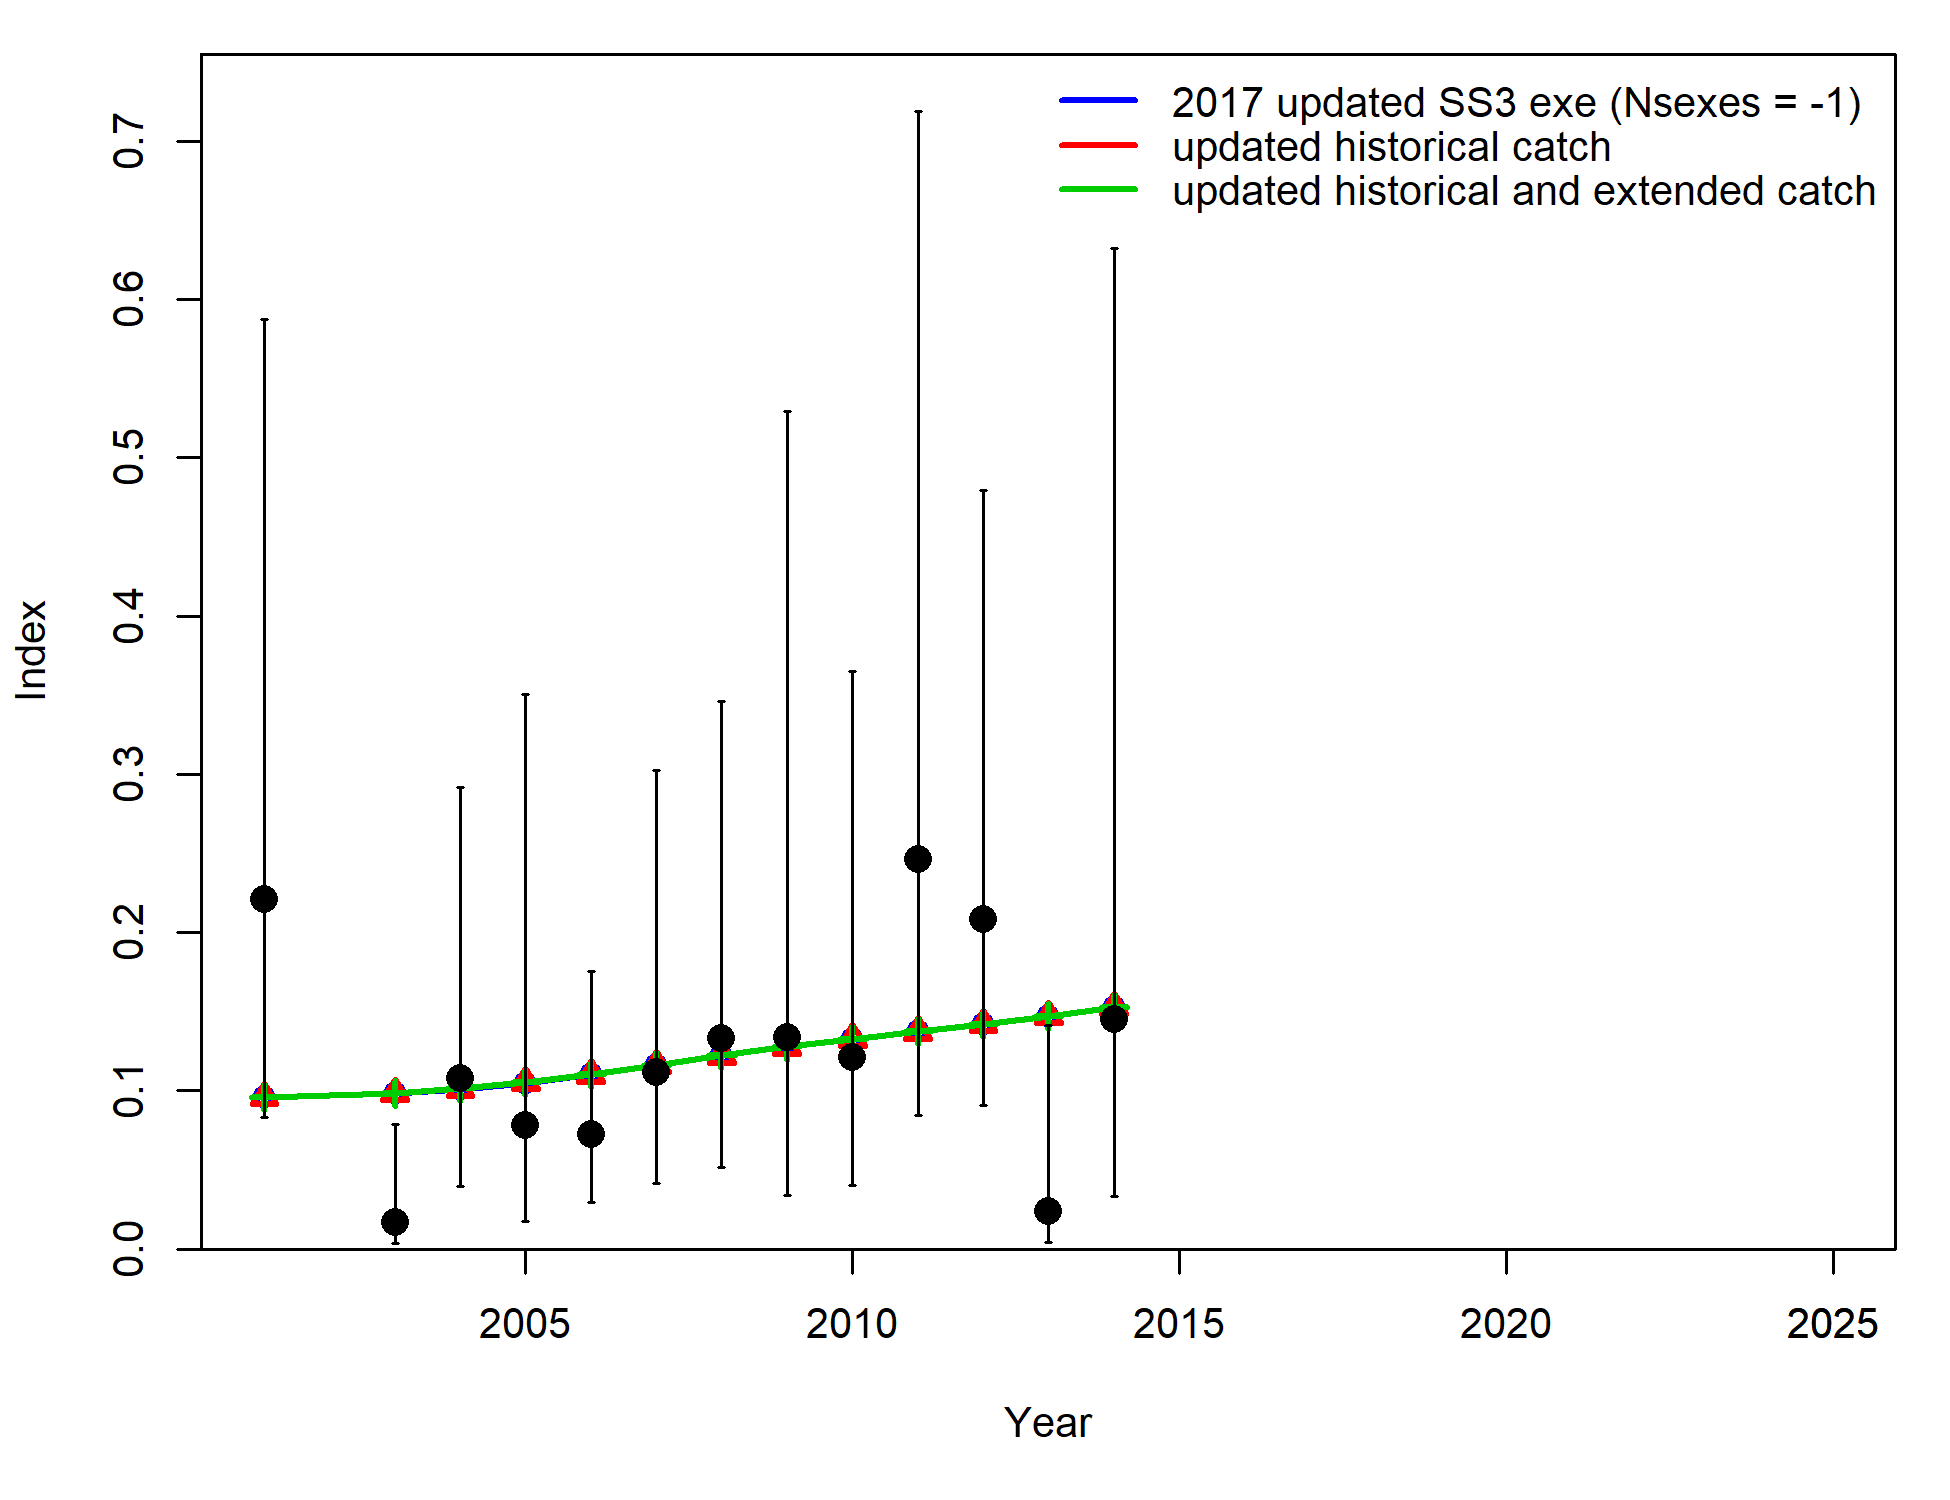 2017 updated SS3 exe (Nsexes = -1)
updated historical catch
updated historical and extended catch
0.7
0.6
0.5
0.4
0.3
0.2
0.1
0.0
Index
2005 2010 2015 2020 2025
Year